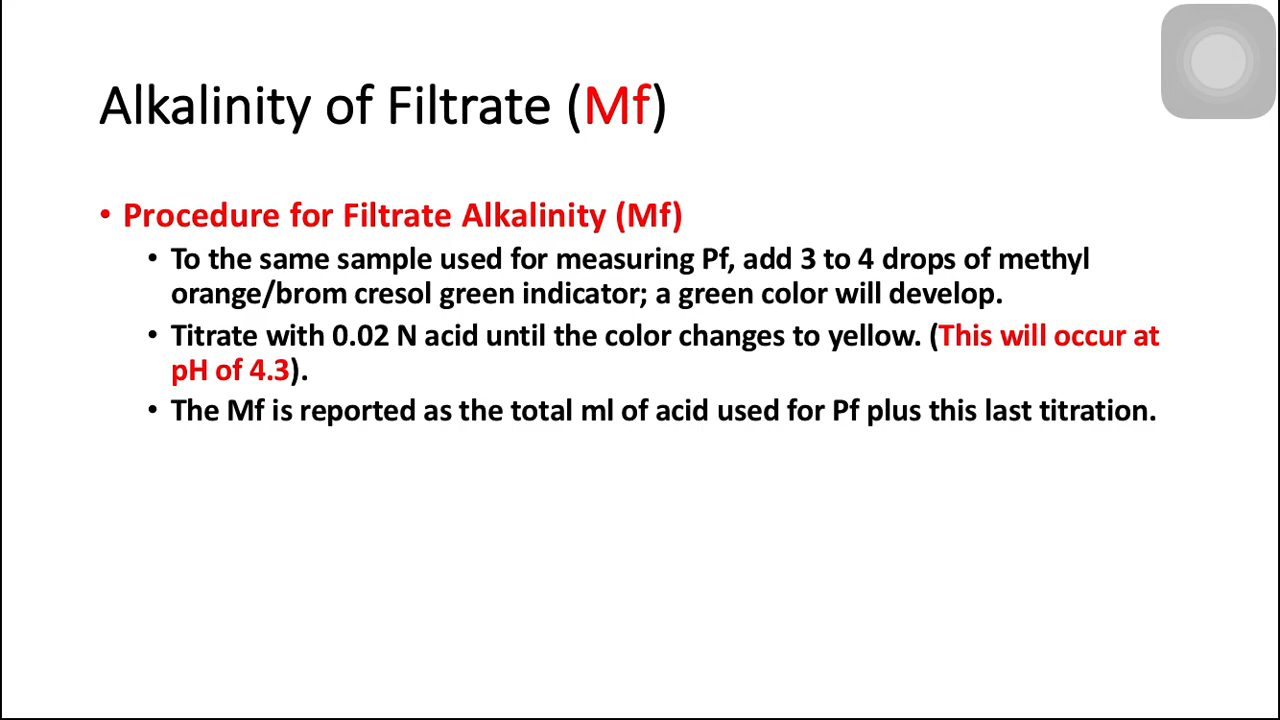 Alkalinity of Filtrate (Mf)
• Procedure for Filtrate Alkalinity (Mf)
• To the same sample used for measuring Pf, add 3 to 4 drops of methyl
orange/brom cresol green indicator; a green color will develop.
• Titrate with 0.02 N acid until the color changes to yellow. (This will occur at
pH of 4.3).
• The Mf is reported as the total ml of acid used for Pf plus this last titration.